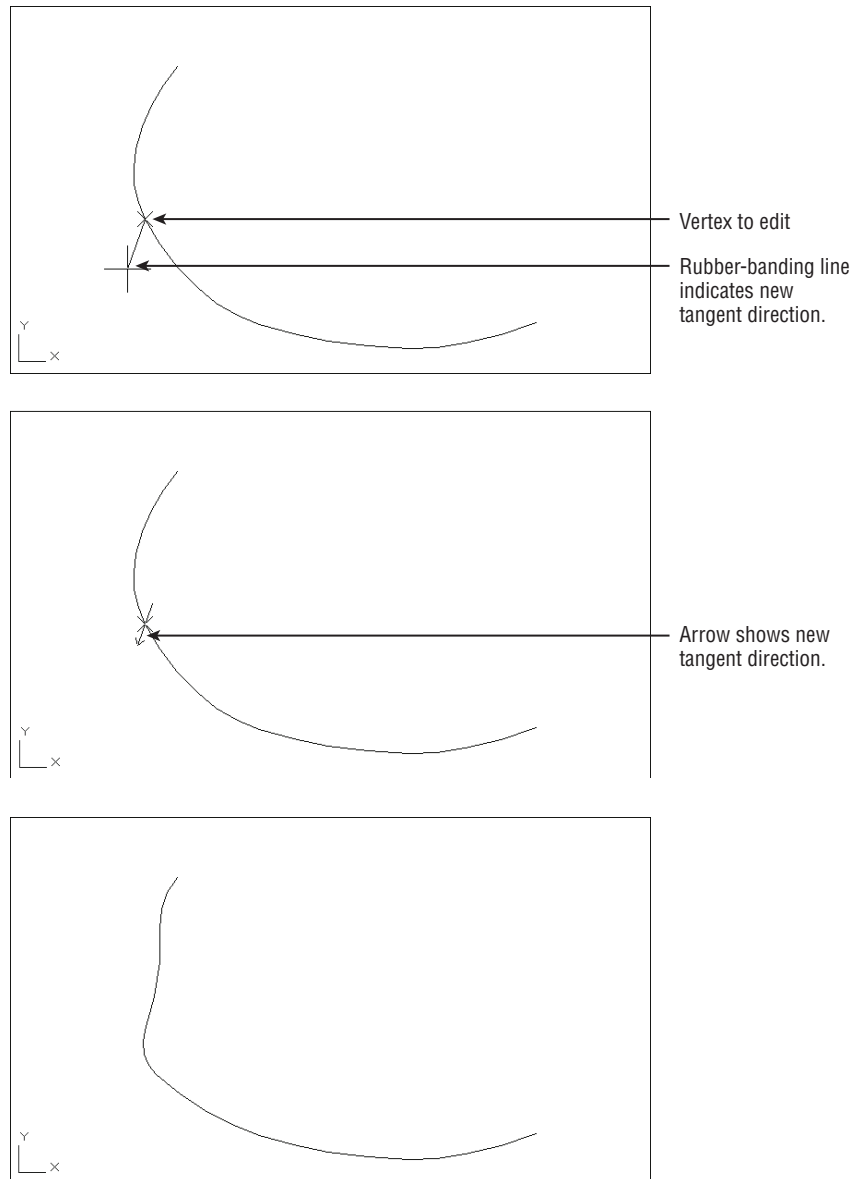 Vertex to edit
Rubber-banding line
indicates new
tangent direction.
Y
X
Arrow shows new
tangent direction.
Y
X
Y
X